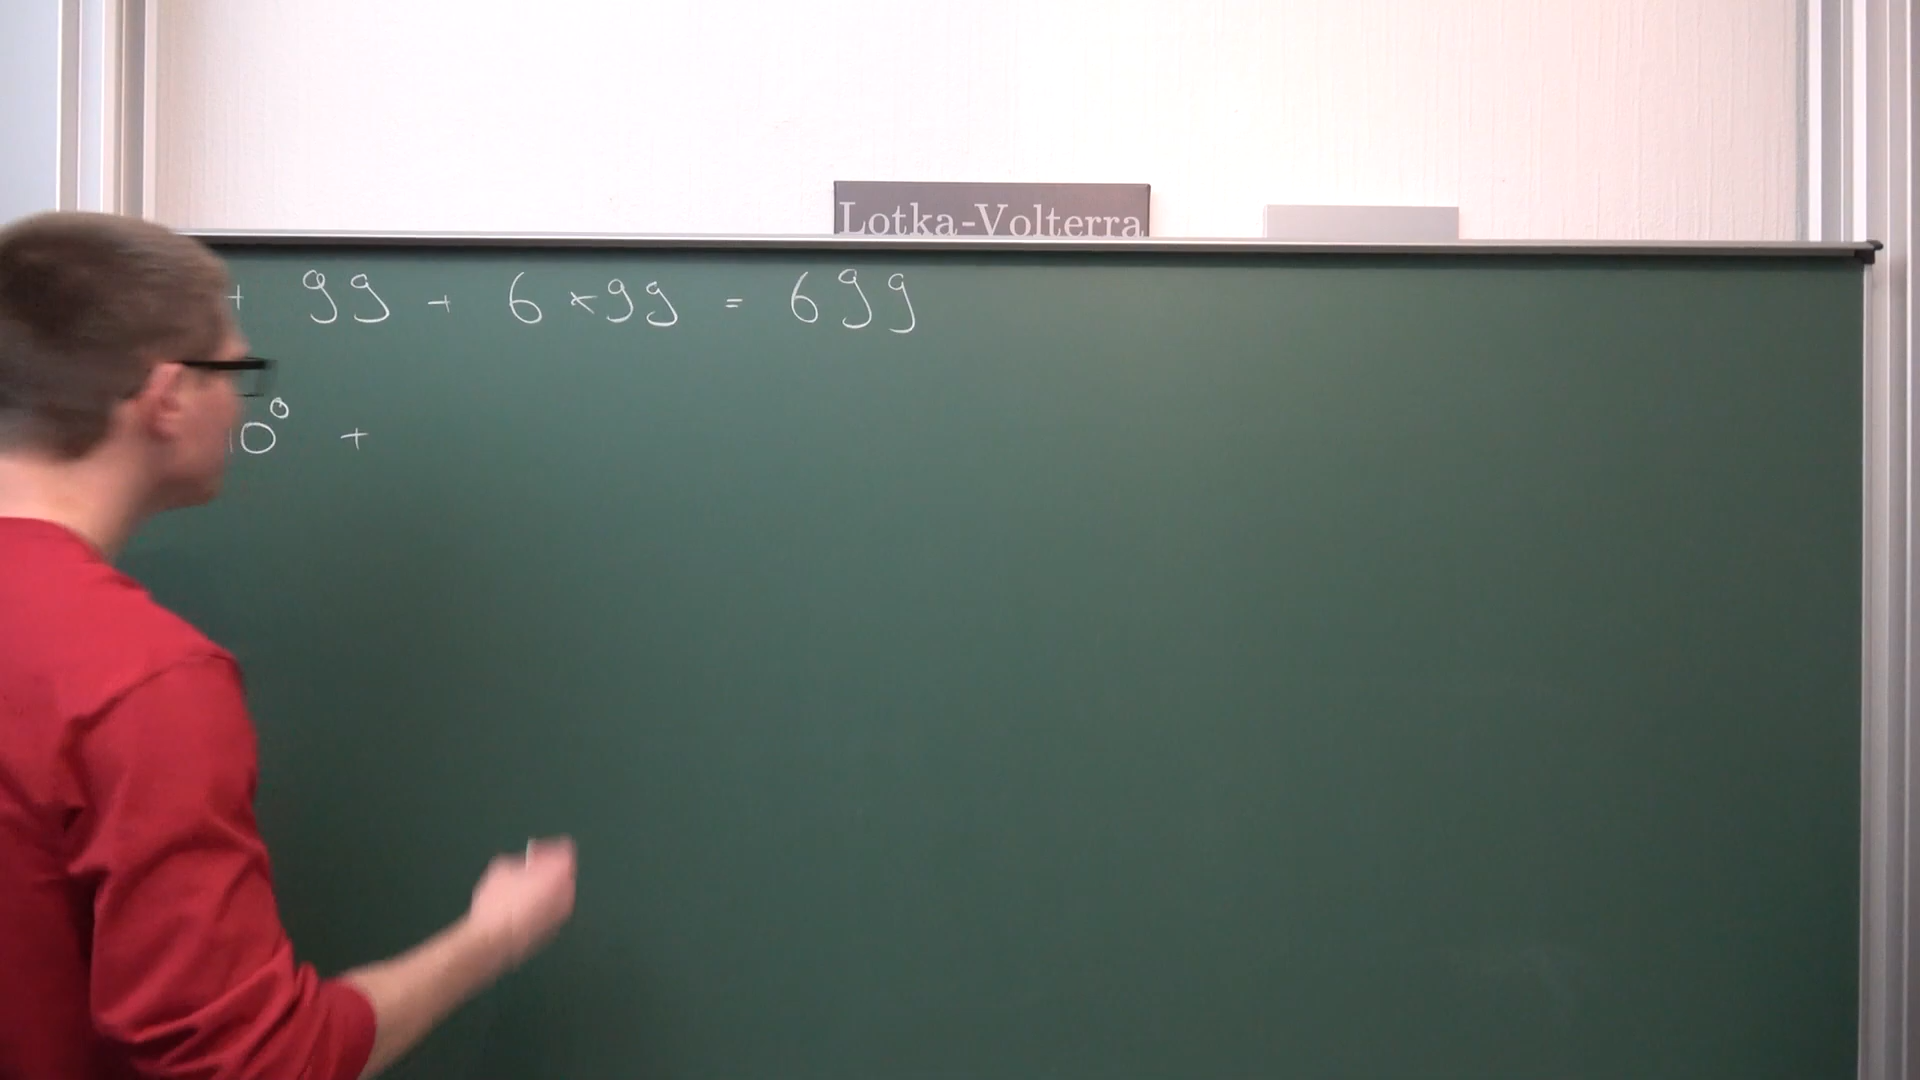 Lotka-Volterra
+ 99 + 6 × 99 = 699
10⁰ +